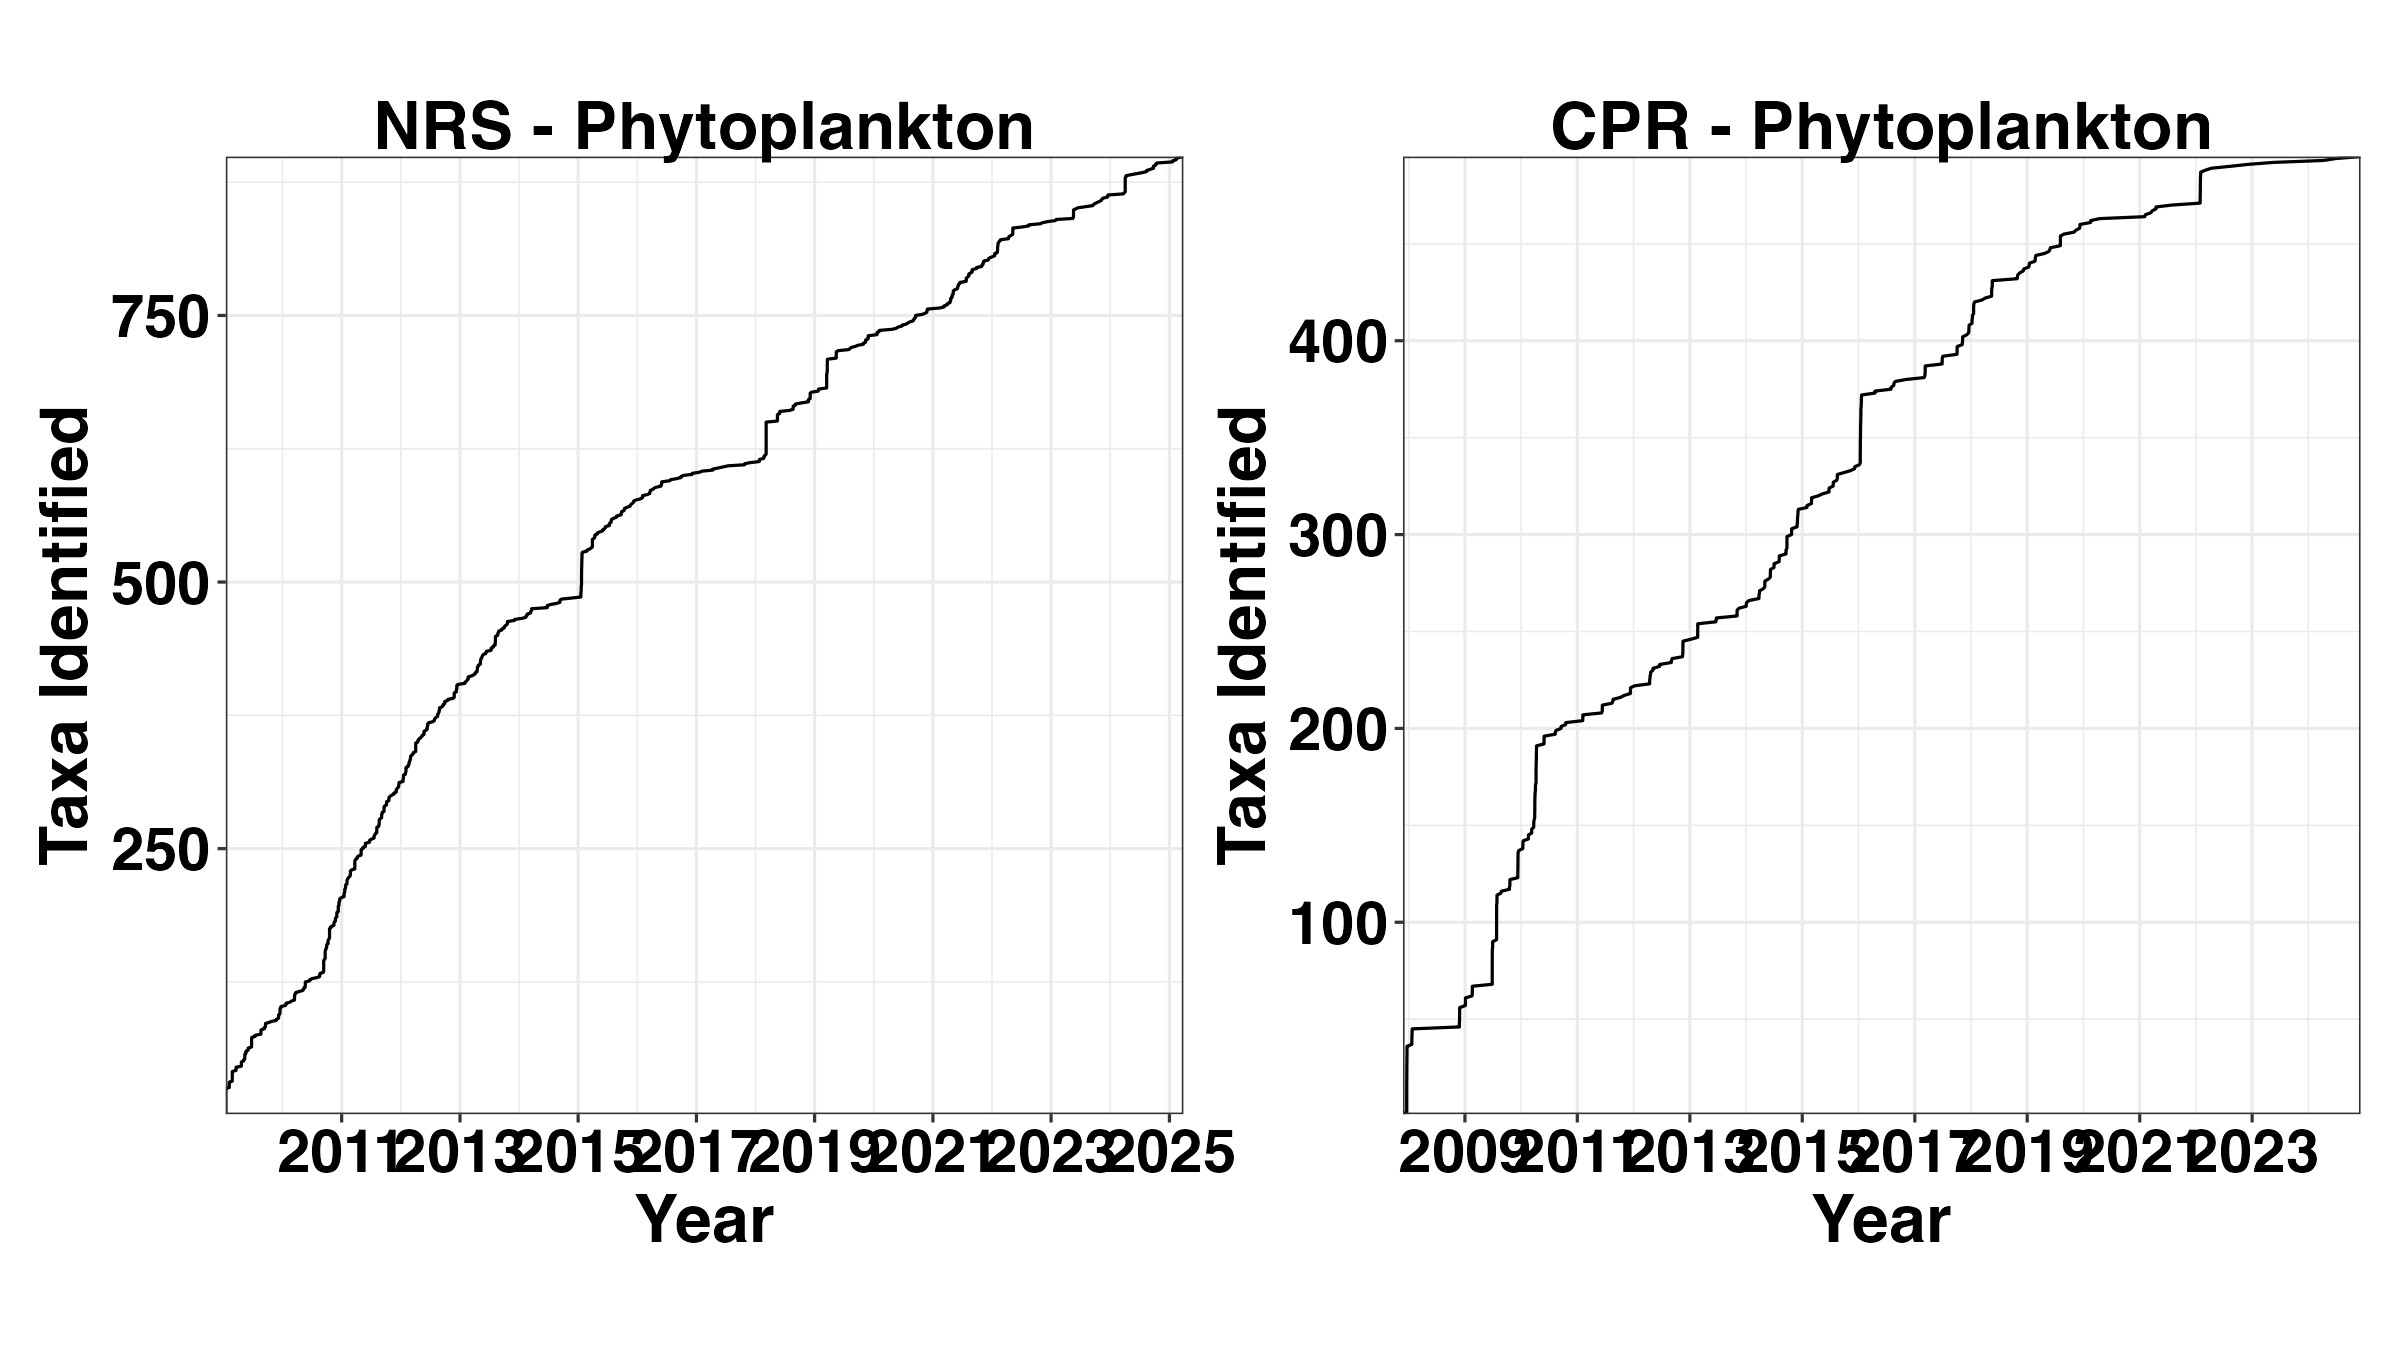 NRS - Phytoplankton
Taxa Identified
750
500
250
2011 2013 2015 2017 2019 2021 2023 2025
Year
CPR - Phytoplankton
Taxa Identified
400
300
200
100
2009 2011 2013 2015 2017 2019 2021 2023
Year